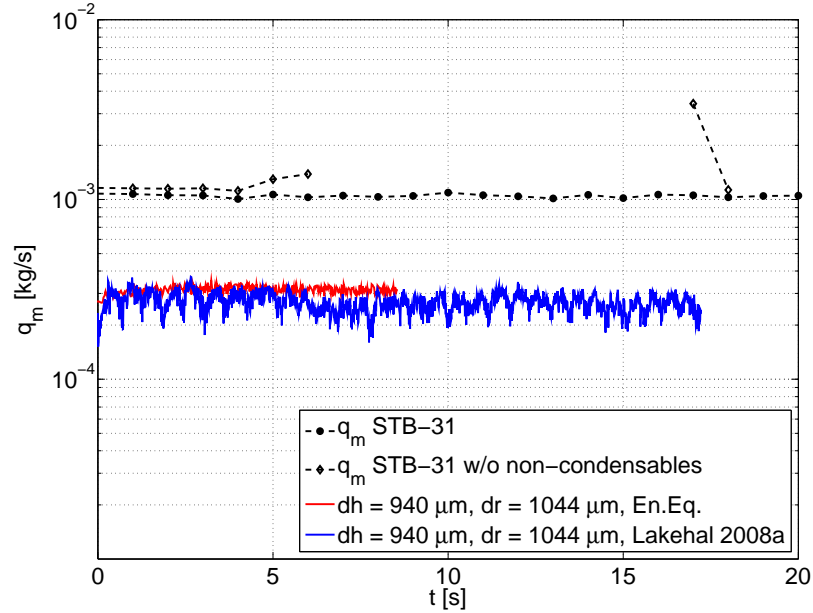 10⁻²
10⁻³
q_m [kg/s]
10⁻⁴
q_m STB−31
q_m STB−31 w/o non−condensables
dh = 940 μm, dr = 1044 μm, En.Eq.
dh = 940 μm, dr = 1044 μm, Lakehal 2008a
0 5 10 15 20
t [s]